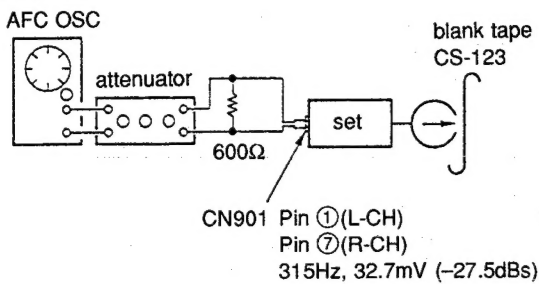 AFC OSC
attenuator
600Ω
set
blank tape
CS-123
CN901 Pin ①(L-CH)
Pin ⑦(R-CH)
315Hz, 32.7mV (–27.5dBs)